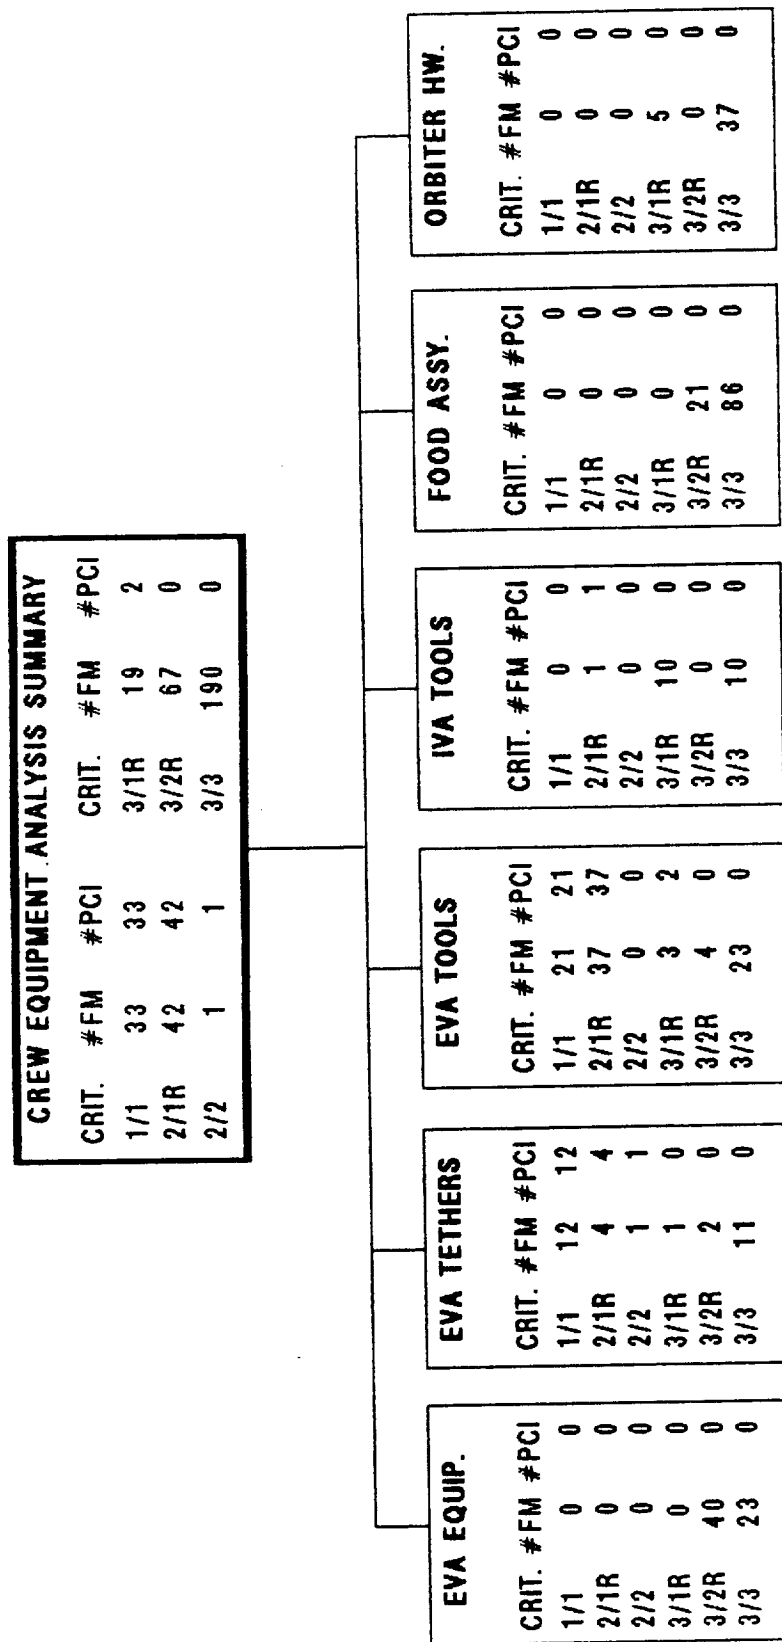 CREW EQUIPMENT ANALYSIS SUMMARY
CRIT. #FM #PCI CRIT. #FM #PCI
1/1 33 33 3/1R 19 2
2/1R 42 42 3/2R 67 0
2/2 1 1 3/3 190 0
EVA EQUIP.
CRIT. #FM #PCI
1/1 0 0
2/1R 0 0
2/2 0 0
3/1R 0 0
3/2R 40 0
3/3 23 0
EVA TETHERS
CRIT. #FM #PCI
1/1 12 12
2/1R 4 4
2/2 1 1
3/1R 1 0
3/2R 2 0
3/3 11 0
EVA TOOLS
CRIT. #FM #PCI
1/1 21 21
2/1R 37 37
2/2 0 0
3/1R 3 2
3/2R 4 0
3/3 23 0
IVA TOOLS
CRIT. #FM #PCI
1/1 0 0
2/1R 1 1
2/2 0 0
3/1R 10 0
3/2R 0 0
3/3 10 0
FOOD ASSY.
CRIT. #FM #PCI
1/1 0 0
2/1R 0 0
2/2 0 0
3/1R 0 0
3/2R 21 0
3/3 86 0
ORBITER HW.
CRIT. #FM #PCI
1/1 0 0
2/1R 0 0
2/2 0 0
3/1R 5 0
3/2R 0 0
3/3 37 0